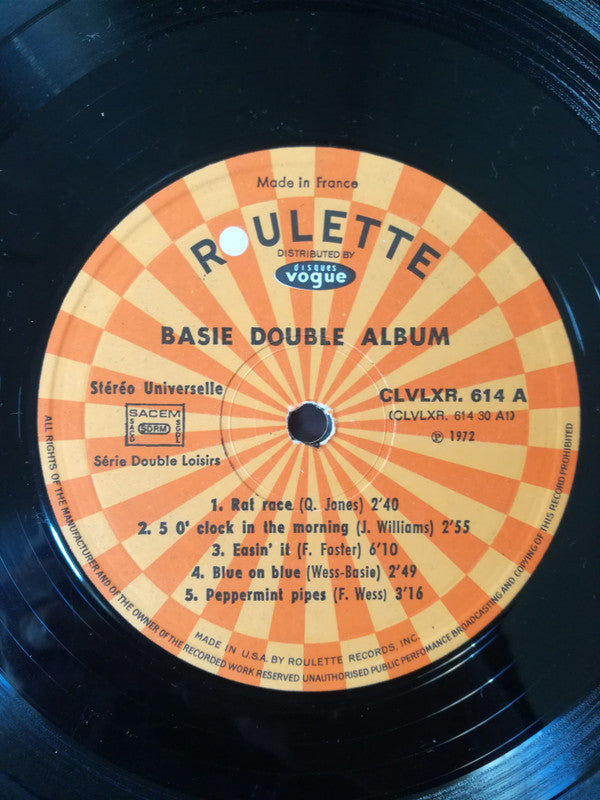 Made in France
ROULETTE
DISTRIBUTED BY
disques
vogue
BASIE DOUBLE ALBUM
Stéréo Universelle
CLVLXR. 614 A
(CLVLXR. 614 30 A1)
SACEM
SACD
SDRM
SGDL
℗ 1972
Série Double Loisirs
1. Rat race (Q. Jones) 2'40
2. 5 O' clock in the morning (J. Williams) 2'55
3. Easin' it (F. Foster) 6'10
4. Blue on blue (Wess-Basie) 2'49
5. Peppermint pipes (F. Wess) 3'16
MADE IN U.S.A. BY ROULETTE RECORDS, INC.
ALL RIGHTS OF THE MANUFACTURER AND OF THE OWNER OF THE RECORDED WORK RESERVED UNAUTHORISED PUBLIC PERFOMANCE BROADCASTING AND COPYING OF THIS RECORD PROHIBITED